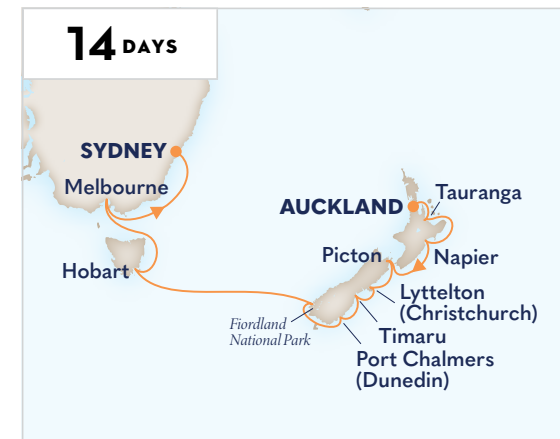 14 DAYS
SYDNEY
Melbourne
Hobart
AUCKLAND
Tauranga
Napier
Picton
Lyttelton
(Christchurch)
Timaru
Port Chalmers
(Dunedin)
Fiordland
National Park